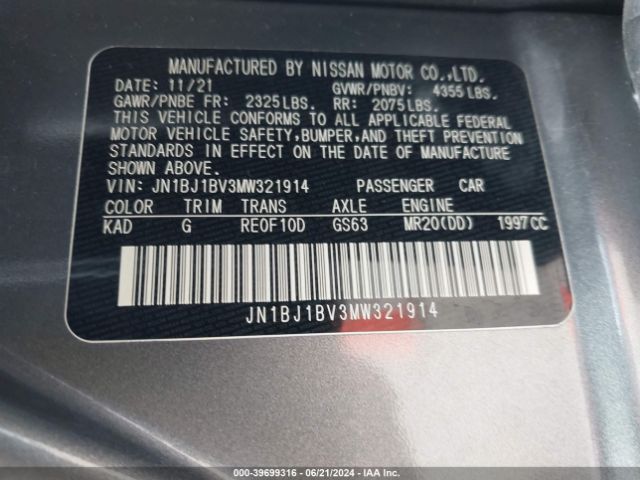 MANUFACTURED BY NISSAN MOTOR CO.,LTD.
DATE: 11/21 GVWR/PNBV: 4355 LBS.
GAWR/PNBE FR: 2325 LBS. RR: 2075 LBS.
THIS VEHICLE CONFORMS TO ALL APPLICABLE FEDERAL
MOTOR VEHICLE SAFETY, BUMPER, AND THEFT PREVENTION
STANDARDS IN EFFECT ON THE DATE OF MANUFACTURE
SHOWN ABOVE.
VIN: JN1BJ1BV3MW321914 PASSENGER CAR
COLOR TRIM TRANS AXLE ENGINE
KAD G RE0F10D GS63 MR20(DD) 1997CC
JN1BJ1BV3MW321914
000-39699316 - 06/21/2024 - IAA Inc.